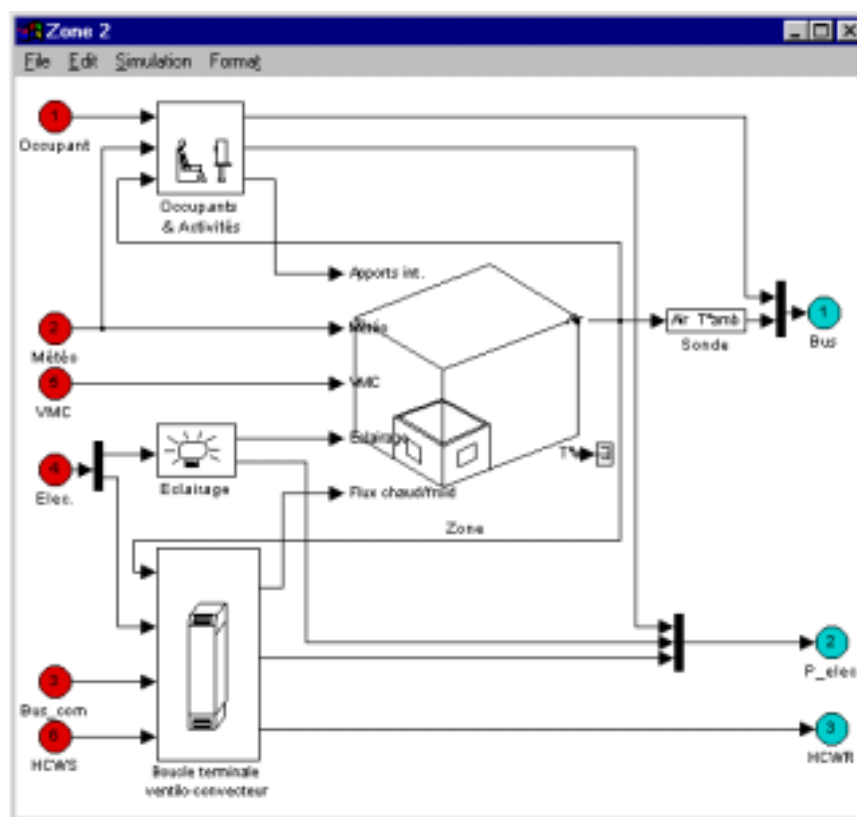 Zone 2
File Edit Simulation Format
1
Occupant
Occupants
& Activités
Apports int.
2
Météo
Météo
Air T°amb
Sonde
1
Bus
VMC
VMC
Eclairage
4
Elec.
Eclairage
Flux chaud/froid
Zone
2
P_elec
3
Bus_com
HCWS
Boucle terminale
ventilo-convecteur
3
HCWR